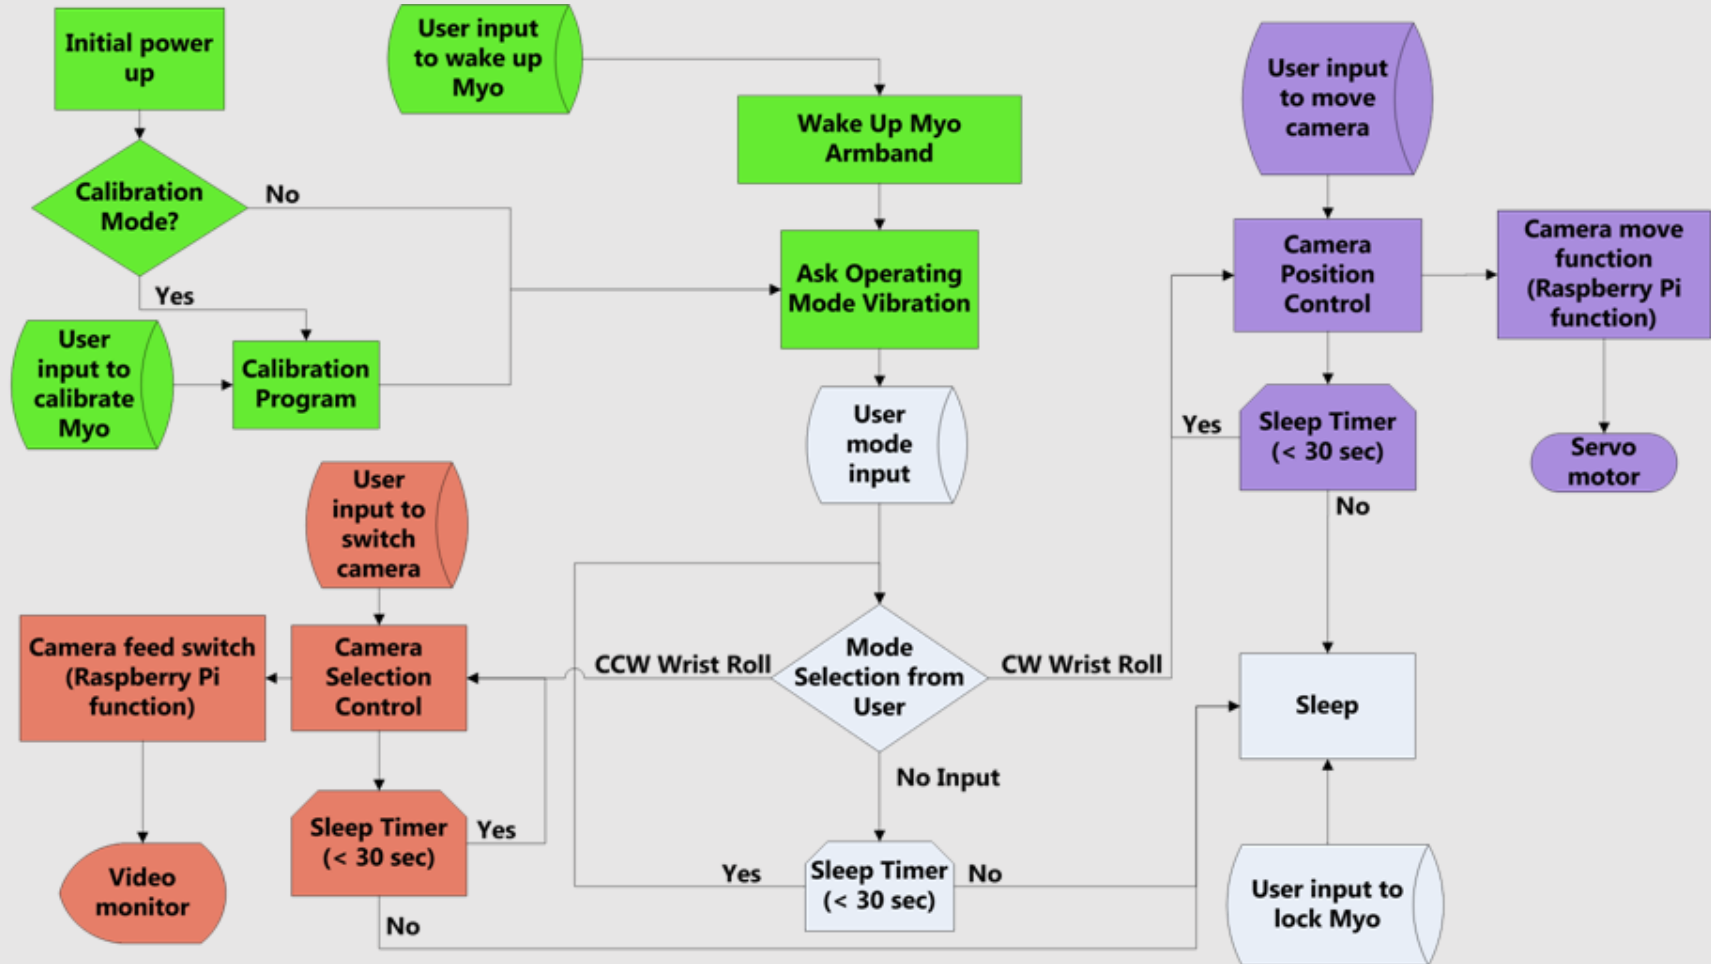 Initial power
up
User input
to wake up
Myo
Wake Up Myo
Armband
User input
to move
camera
Calibration
Mode?
No
Yes
User
input to
calibrate
Myo
Calibration
Program
Ask Operating
Mode Vibration
Camera
Position
Control
Camera move
function
(Raspberry Pi
function)
User
mode
input
Yes
Sleep Timer
(< 30 sec)
No
Servo
motor
User
input to
switch
camera
Camera feed switch
(Raspberry Pi
function)
Camera
Selection
Control
CCW Wrist Roll
Mode
Selection from
User
CW Wrist Roll
Sleep
No Input
Sleep Timer
(< 30 sec)
Yes
No
Video
monitor
Yes
Sleep Timer
(< 30 sec)
No
User input to
lock Myo